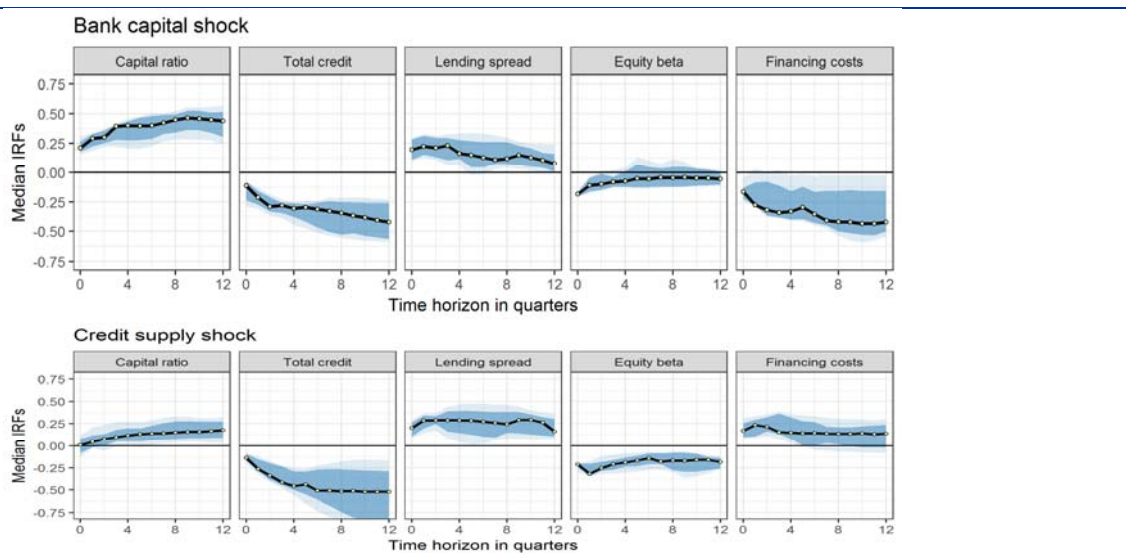 Bank capital shock
Capital ratio Total credit Lending spread Equity beta Financing costs
Median IRFs
0.75
0.50
0.25
0.00
-0.25
-0.50
-0.75
0 4 8 12 0 4 8 12 0 4 8 12 0 4 8 12 0 4 8 12
Time horizon in quarters
Credit supply shock
Capital ratio Total credit Lending spread Equity beta Financing costs
Median IRFs
0.75
0.50
0.25
0.00
-0.25
-0.50
-0.75
0 4 8 12 0 4 8 12 0 4 8 12 0 4 8 12 0 4 8 12
Time horizon in quarters